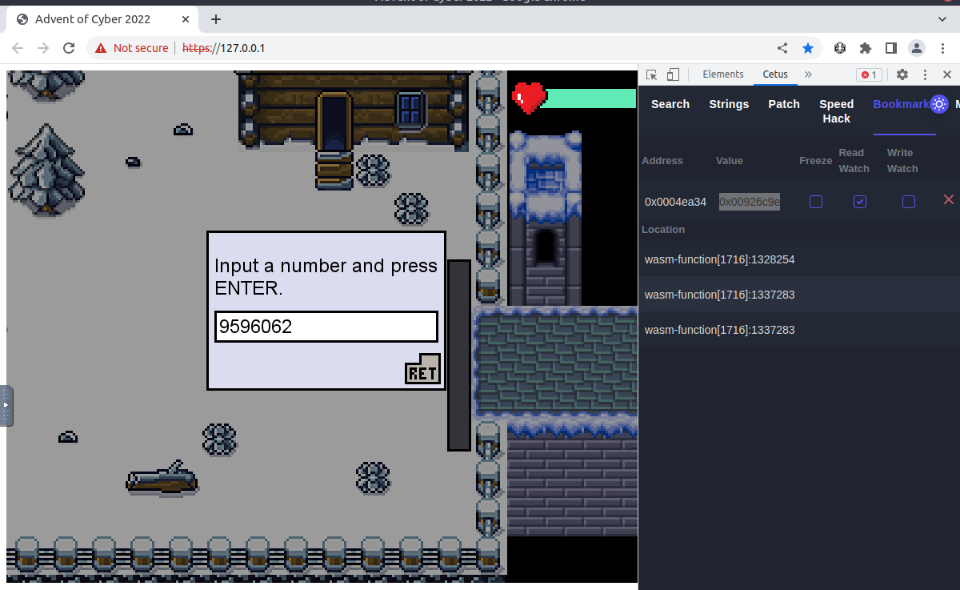 Advent of Cyber 2022
Not secure https://127.0.0.1
Elements Cetus 1
Search Strings Patch Speed Hack Bookmark M
Address Value Freeze Read Watch Write Watch
0x0004ea34 0x00926c9e
Location
wasm-function[1716]:1328254
wasm-function[1716]:1337283
wasm-function[1716]:1337283
Input a number and press
ENTER.
9596062
RET